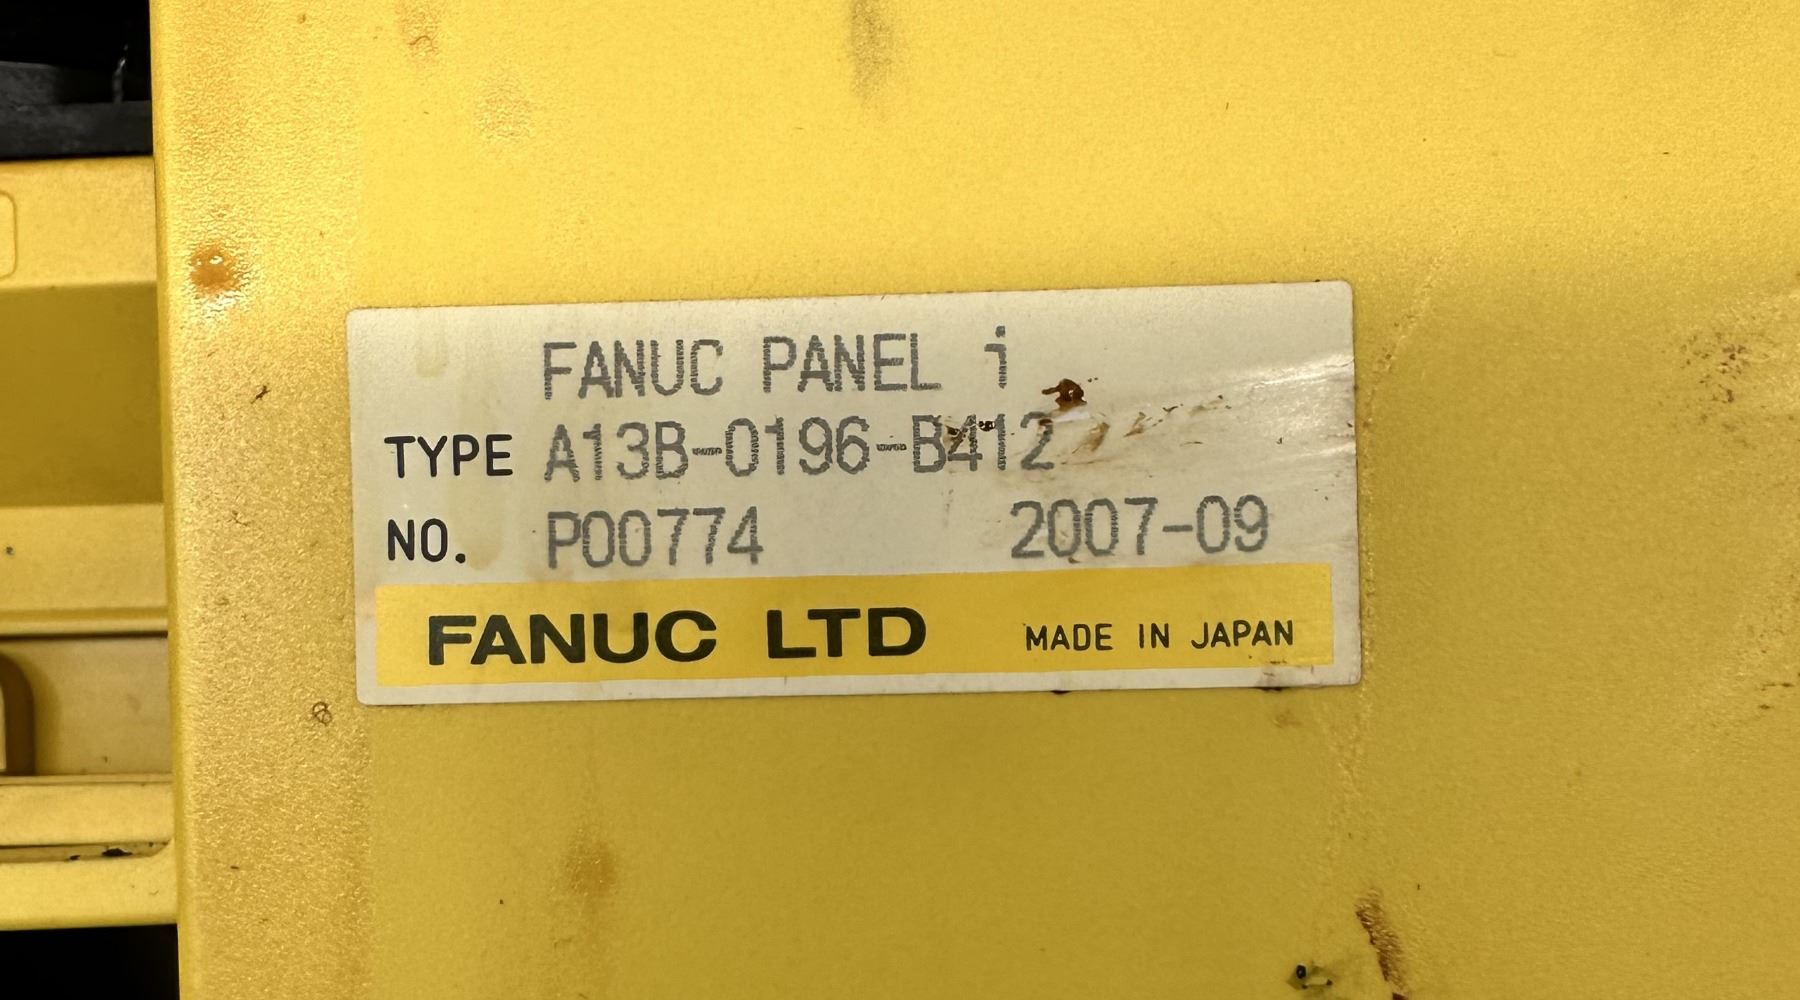 FANUC PANEL i
TYPE A13B-0196-B412
NO. P00774 2007-09
FANUC LTD MADE IN JAPAN